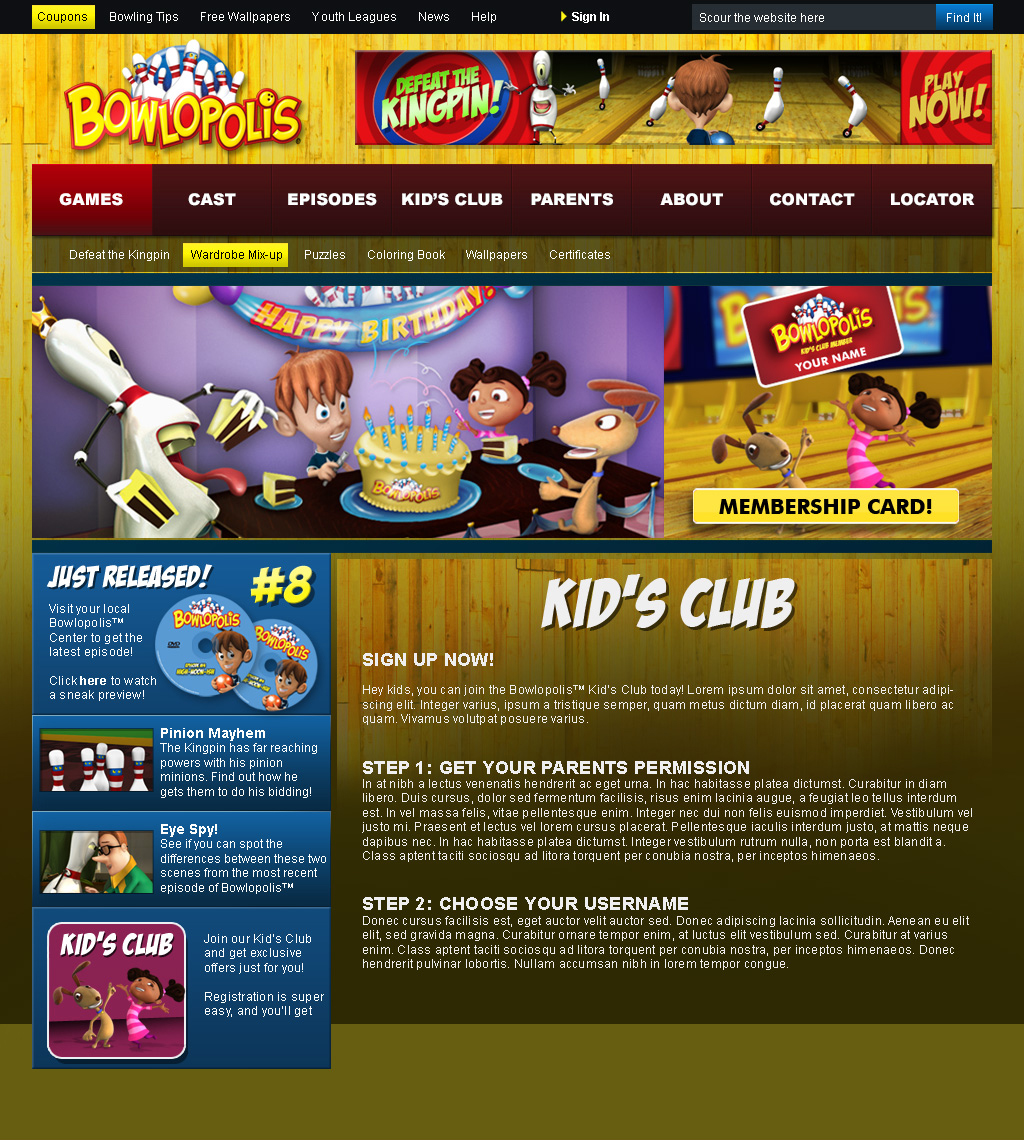 Coupons Bowling Tips Free Wallpapers Youth Leagues News Help Sign In Scour the website here Find It!
BOWLOPOLIS
DEFEAT THE
KINGPIN!
PLAY
NOW!
GAMES CAST EPISODES KID'S CLUB PARENTS ABOUT CONTACT LOCATOR
Defeat the Kingpin Wardrobe Mix-up Puzzles Coloring Book Wallpapers Certificates
HAPPY BIRTHDAY!
BOWLOPOLIS
BOWLOPOLIS
KID'S CLUB MEMBER
YOUR NAME
MEMBERSHIP CARD!
JUST RELEASED!
#8
Visit your local
Bowlopolis™
Center to get the
latest episode!
Click here to watch
a sneak preview!
BOWLOPOLIS
DVD
HIGH-MOON-ISH
BOWLOPOLIS
Pinion Mayhem
The Kingpin has far reaching
powers with his pinion
minions. Find out how he
gets them to do his bidding!
Eye Spy!
See if you can spot the
differences between these two
scenes from the most recent
episode of Bowlopolis™
KID'S CLUB
Join our Kid's Club
and get exclusive
offers just for you!
Registration is super
easy, and you'll get
KID'S CLUB
SIGN UP NOW!
Hey kids, you can join the Bowlopolis™ Kid's Club today! Lorem ipsum dolor sit amet, consectetur adipi-
scing elit. Integer varius, ipsum a tristique semper, quam metus dictum diam, id placerat quam libero ac
quam. Vivamus volutpat posuere varius.
STEP 1: GET YOUR PARENTS PERMISSION
In at nibh a lectus venenatis hendrerit ac eget urna. In hac habitasse platea dictumst. Curabitur in diam
libero. Duis cursus, dolor sed fermentum facilisis, risus enim lacinia augue, a feugiat leo tellus interdum
est. In vel massa felis, vitae pellentesque enim. Integer nec dui non felis euismod imperdiet. Vestibulum vel
justo mi. Praesent et lectus vel lorem cursus placerat. Pellentesque iaculis interdum justo, at mattis neque
dapibus nec. In hac habitasse platea dictumst. Integer vestibulum rutrum nulla, non porta est blandit a.
Class aptent taciti sociosqu ad litora torquent per conubia nostra, per inceptos himenaeos.
STEP 2: CHOOSE YOUR USERNAME
Donec cursus facilisis est, eget auctor velit auctor sed. Donec adipiscing lacinia sollicitudin. Aenean eu elit
elit, sed gravida magna. Curabitur ornare tempor enim, at luctus elit vestibulum sed. Curabitur at varius
enim. Class aptent taciti sociosqu ad litora torquent per conubia nostra, per inceptos himenaeos. Donec
hendrerit pulvinar lobortis. Nullam accumsan nibh in lorem tempor congue.